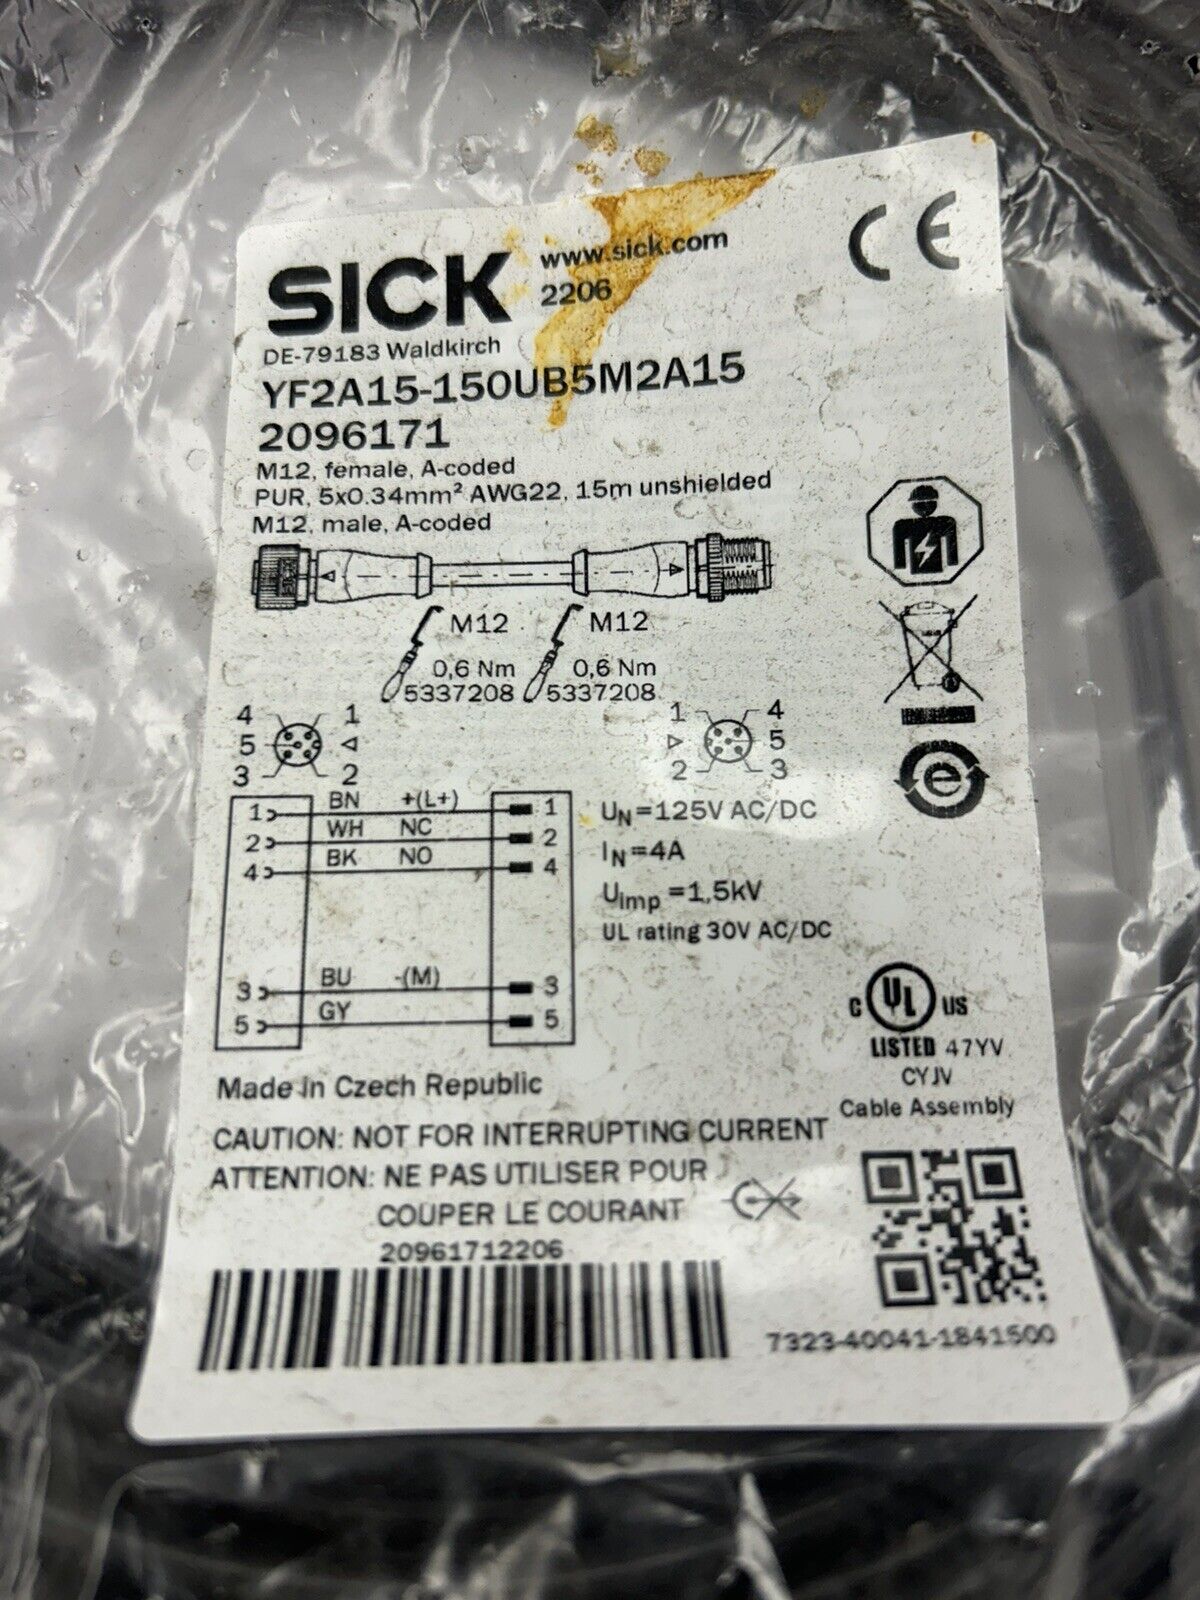 SICK www.sick.com
2206
CE
DE-79183 Waldkirch
YF2A15-150UB5M2A15
2096171
M12, female, A-coded
PUR, 5x0.34mm² AWG22, 15m unshielded
M12, male, A-coded
M12 M12
0,6 Nm 0,6 Nm
5337208 5337208
4 1 1 4
5 5
3 2 2 3
1 BN +(L+) 1
2 WH NC 2
4 BK NO 4
3 BU -(M) 3
5 GY 5
e
UN=125V AC/DC
IN=4A
Uimp=1,5kV
UL rating 30V AC/DC
C UL US
LISTED 47YV
CYJV
Cable Assembly
Made in Czech Republic
CAUTION: NOT FOR INTERRUPTING CURRENT
ATTENTION: NE PAS UTILISER POUR
COUPER LE COURANT
20961712206
7323-40041-1841500